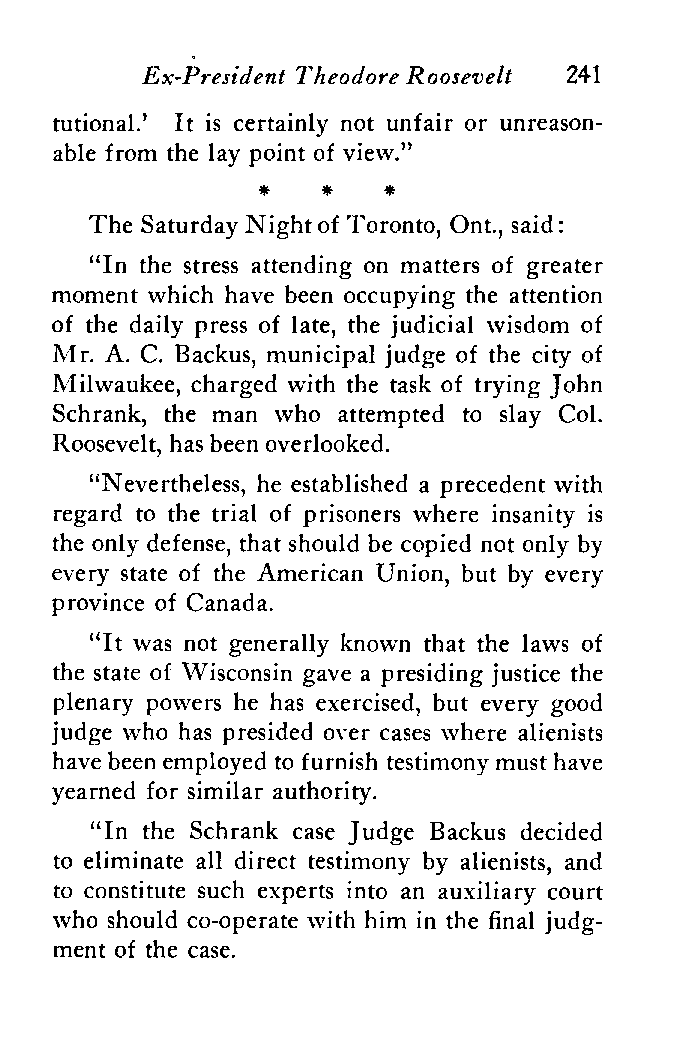 Ex-President Theodore Roosevelt 241
tutional.' It is certainly not unfair or unreason-
able from the lay point of view."
* * *
The Saturday Night of Toronto, Ont., said:
"In the stress attending on matters of greater
moment which have been occupying the attention
of the daily press of late, the judicial wisdom of
Mr. A. C. Backus, municipal judge of the city of
Milwaukee, charged with the task of trying John
Schrank, the man who attempted to slay Col.
Roosevelt, has been overlooked.
"Nevertheless, he established a precedent with
regard to the trial of prisoners where insanity is
the only defense, that should be copied not only by
every state of the American Union, but by every
province of Canada.
"It was not generally known that the laws of
the state of Wisconsin gave a presiding justice the
plenary powers he has exercised, but every good
judge who has presided over cases where alienists
have been employed to furnish testimony must have
yearned for similar authority.
"In the Schrank case Judge Backus decided
to eliminate all direct testimony by alienists, and
to constitute such experts into an auxiliary court
who should co-operate with him in the final judg-
ment of the case.